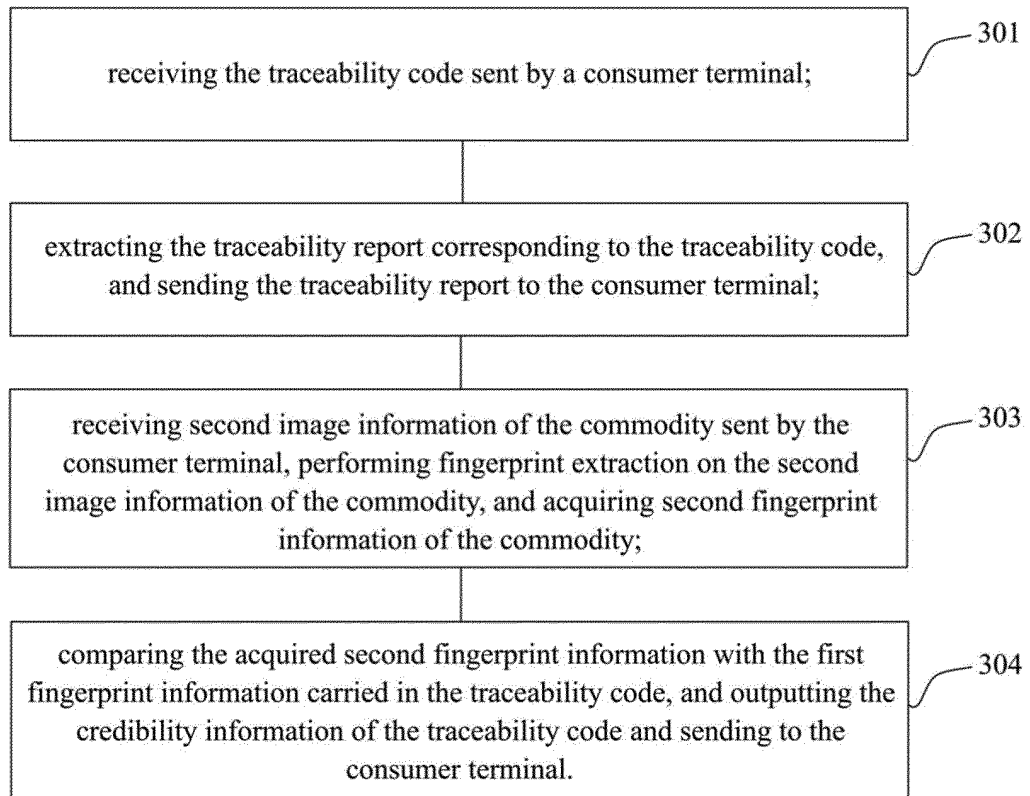 receiving the traceability code sent by a consumer terminal;
301
extracting the traceability report corresponding to the traceability code,
and sending the traceability report to the consumer terminal;
302
receiving second image information of the commodity sent by the
consumer terminal, performing fingerprint extraction on the second
image information of the commodity, and acquiring second fingerprint
information of the commodity;
303
comparing the acquired second fingerprint information with the first
fingerprint information carried in the traceability code, and outputting the
credibility information of the traceability code and sending to the
consumer terminal.
304